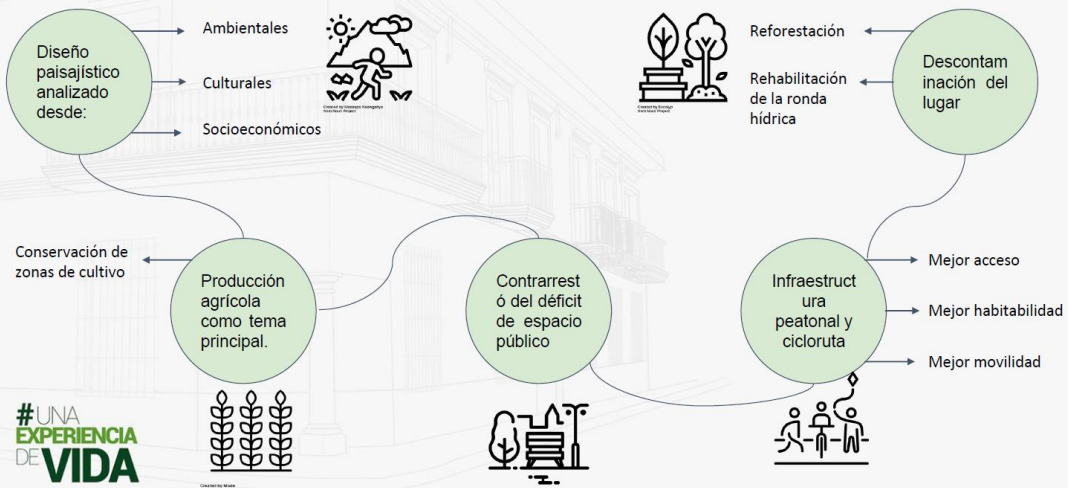 Diseño
paisajístico
analizado
desde:
Ambientales
Culturales
Socioeconómicos
Reforestación
Rehabilitación
de la ronda
hídrica
Descontam
inación del
lugar
Conservación de
zonas de cultivo
Producción
agrícola
como tema
principal.
Contrarrest
ó del déficit
de espacio
público
Infraestruct
ura
peatonal y
cicloruta
Mejor acceso
Mejor habitabilidad
Mejor movilidad
#UNA
EXPERIENCIA
DE VIDA